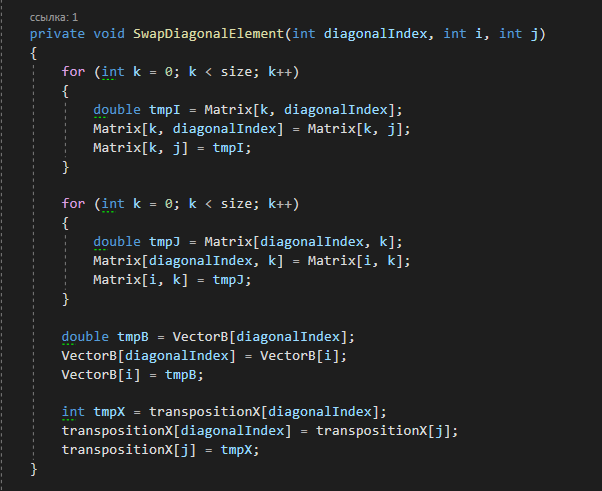 ссылка: 1
private void SwapDiagonalElement(int diagonalIndex, int i, int j)
{
    for (int k = 0; k < size; k++)
    {
        double tmpI = Matrix[k, diagonalIndex];
        Matrix[k, diagonalIndex] = Matrix[k, j];
        Matrix[k, j] = tmpI;
    }

    for (int k = 0; k < size; k++)
    {
        double tmpJ = Matrix[diagonalIndex, k];
        Matrix[diagonalIndex, k] = Matrix[i, k];
        Matrix[i, k] = tmpJ;
    }

    double tmpB = VectorB[diagonalIndex];
    VectorB[diagonalIndex] = VectorB[i];
    VectorB[i] = tmpB;

    int tmpX = transpositionX[diagonalIndex];
    transpositionX[diagonalIndex] = transpositionX[j];
    transpositionX[j] = tmpX;
}